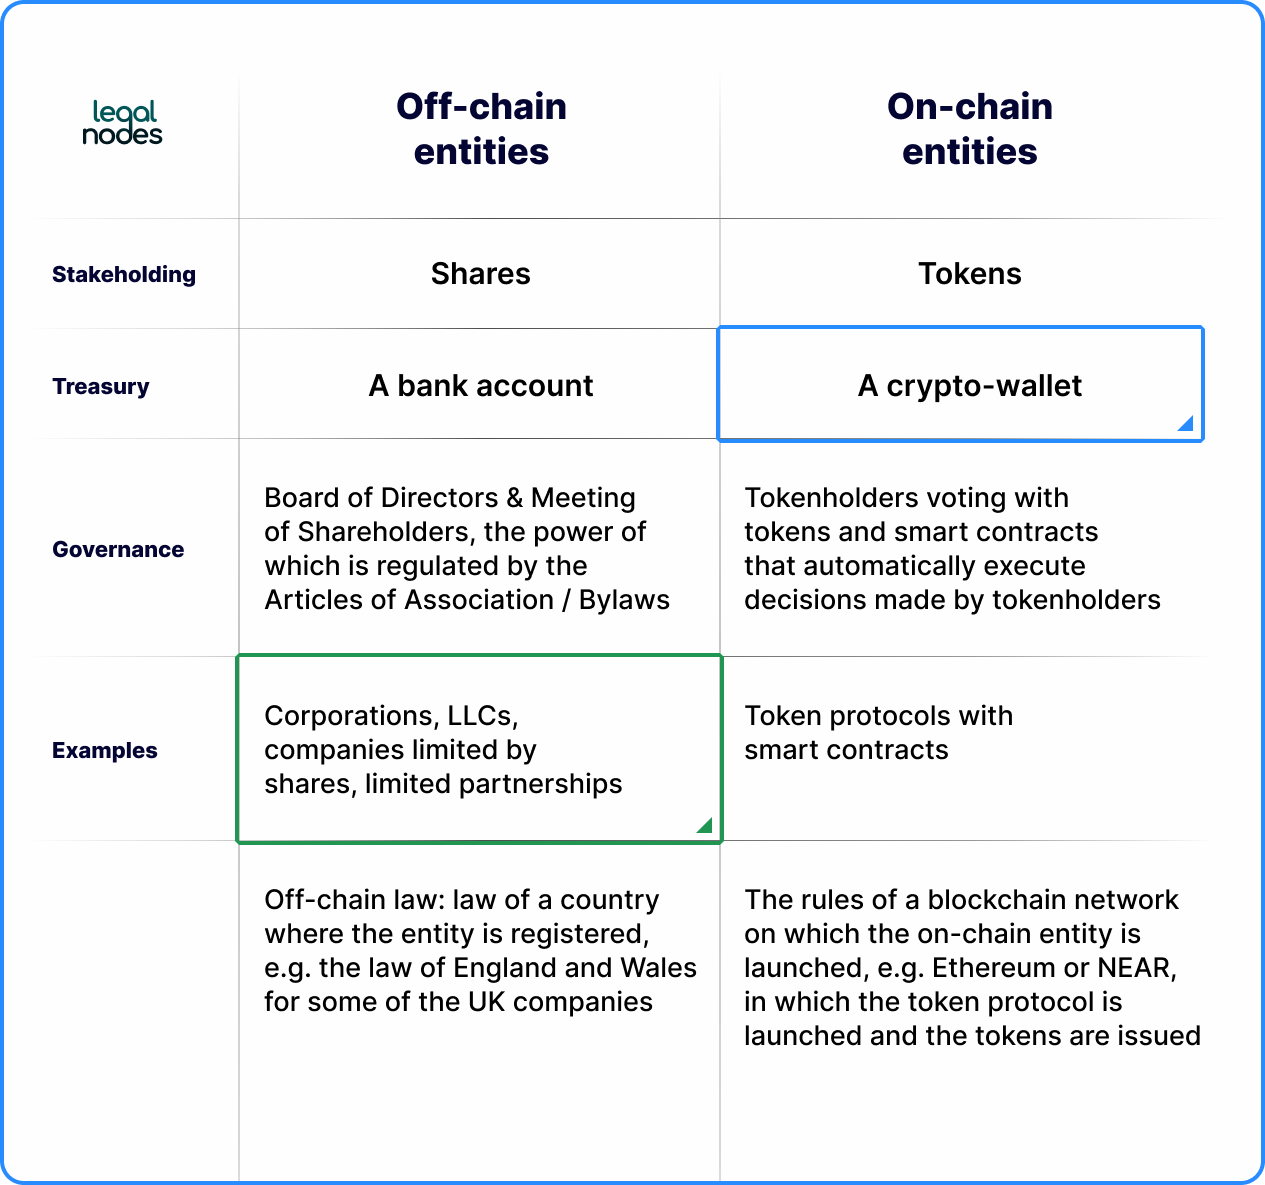 legal
nodes
Off-chain
entities
On-chain
entities
Stakeholding
Shares
Tokens
Treasury
A bank account
A crypto-wallet
Governance
Board of Directors & Meeting
of Shareholders, the power of
which is regulated by the
Articles of Association / Bylaws
Tokenholders voting with
tokens and smart contracts
that automatically execute
decisions made by tokenholders
Examples
Corporations, LLCs,
companies limited by
shares, limited partnerships
Token protocols with
smart contracts
Off-chain law: law of a country
where the entity is registered,
e.g. the law of England and Wales
for some of the UK companies
The rules of a blockchain network
on which the on-chain entity is
launched, e.g. Ethereum or NEAR,
in which the token protocol is
launched and the tokens are issued